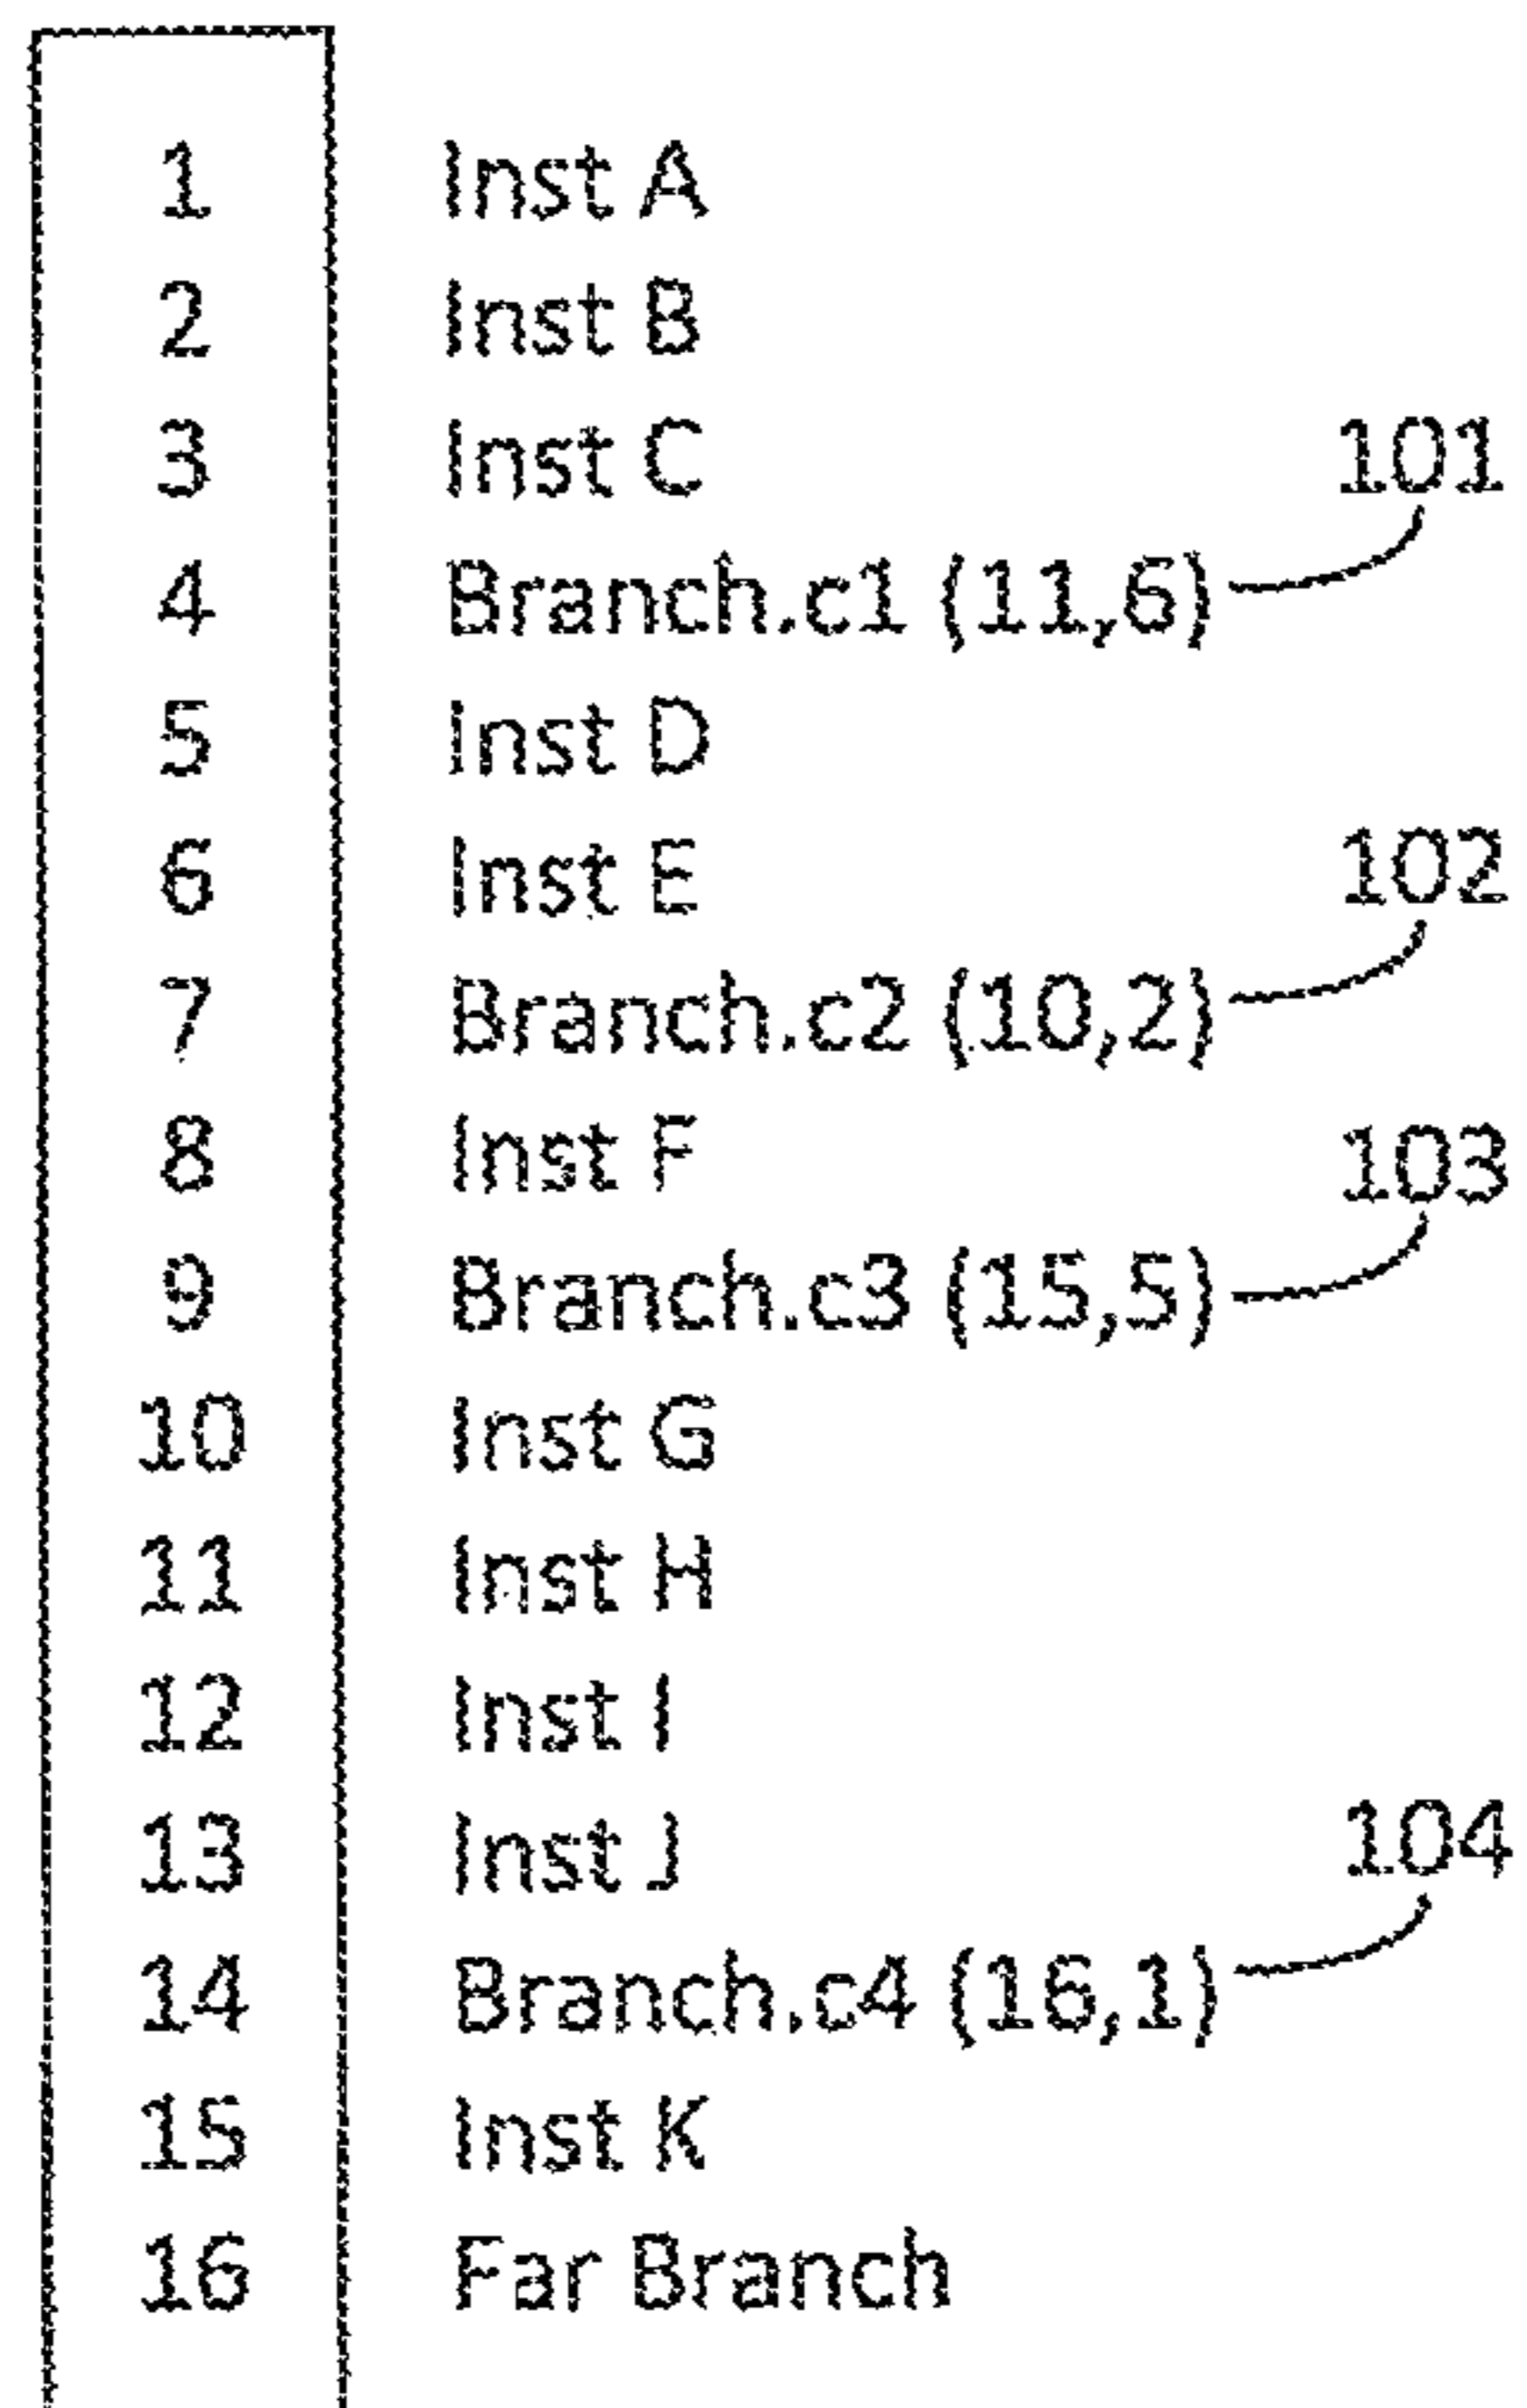 1 Inst A
2 Inst B
3 Inst C
101
4 Branch.c1 (11,6)
5 Inst D
6 Inst E
102
7 Branch.c2 (10,2)
8 Inst F
103
9 Branch.c3 (15,5)
10 Inst G
11 Inst H
12 Inst I
13 Inst J
104
14 Branch.c4 (16,1)
15 Inst K
16 Far Branch